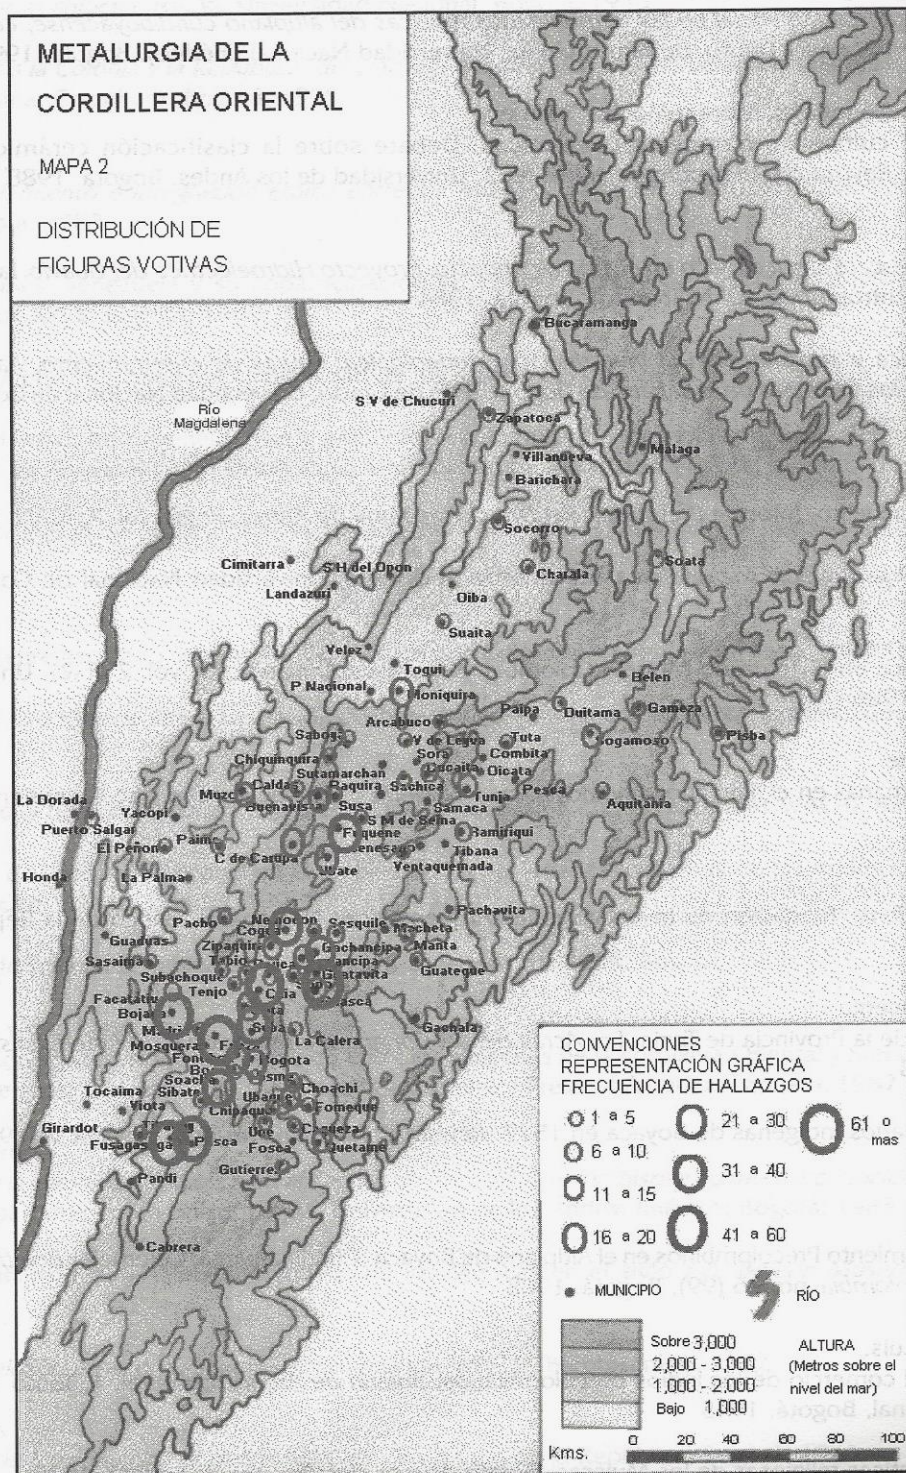 METALURGIA DE LA
CORDILLERA ORIENTAL
MAPA 2
DISTRIBUCIÓN DE
FIGURAS VOTIVAS
Bucaramanga
Río
Magdalena
S V de Chucuri
Zapatoca
Villanueva
Malaga
Barichara
Socorro
Cimitarra
S H del Opon
Charala
Soata
Landazuri
Oiba
Suaita
Velez
Toqui
Belen
P Nacional
Moniquira
Duitama
Gameza
Arcabuco
Paipa
Saboya
V de Leyva
Tuta
Sogamoso
Pisba
Chiquinquira
Sora
Combita
Sutamarchan
Cucaita
Oicata
Muzo
Caldas
Raquira
Sachica
Tunja
Pesca
Aquitania
La Dorada
Buenavista
Susa
Samaca
Yacopi
S M de Sema
Puerto Salgar
Fuquene
Ramiriqui
El Peñon
Paime
C de Carupa
Tibana
Ubate
Ventaquemada
Honda
La Palma
Pachavita
Pacho
Nemocon
Sesquile
Macheta
Guaduas
Cogua
Zipaquira
Gachancipa
Manta
Sasaima
Tabio
Guatavita
Guateque
Subachoque
Tenjo
Facatativ
Bojaca
Suba
La Calera
Gachala
Mosquera
Bogota
Soacha
Choachi
Tocaima
Sibate
Ubaque
Viota
Chipaque
Fomeque
Girardot
Caqueza
Fusagasuga
Pasca
Une
Fosca
Quetame
Gutierrez
Pandi
Cabrera
CONVENCIONES
REPRESENTACIÓN GRÁFICA
FRECUENCIA DE HALLAZGOS
1 a 5
21 a 30
61 o
mas
6 a 10
31 a 40
11 a 15
16 a 20
41 a 60
MUNICIPIO
RÍO
Sobre 3,000
2,000 - 3,000
1,000 - 2,000
Bajo 1,000
ALTURA
(Metros sobre el
nivel del mar)
Kms.
0 20 40 60 80 100